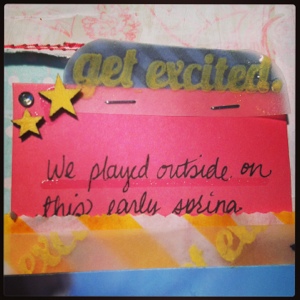 get excited.
We played outside on
this early spring